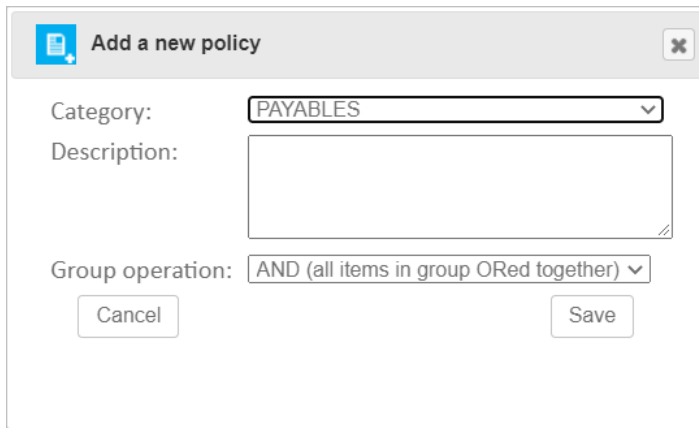 Add a new policy
Category: PAYABLES
Description:
Group operation: AND (all items in group ORed together)
Cancel Save